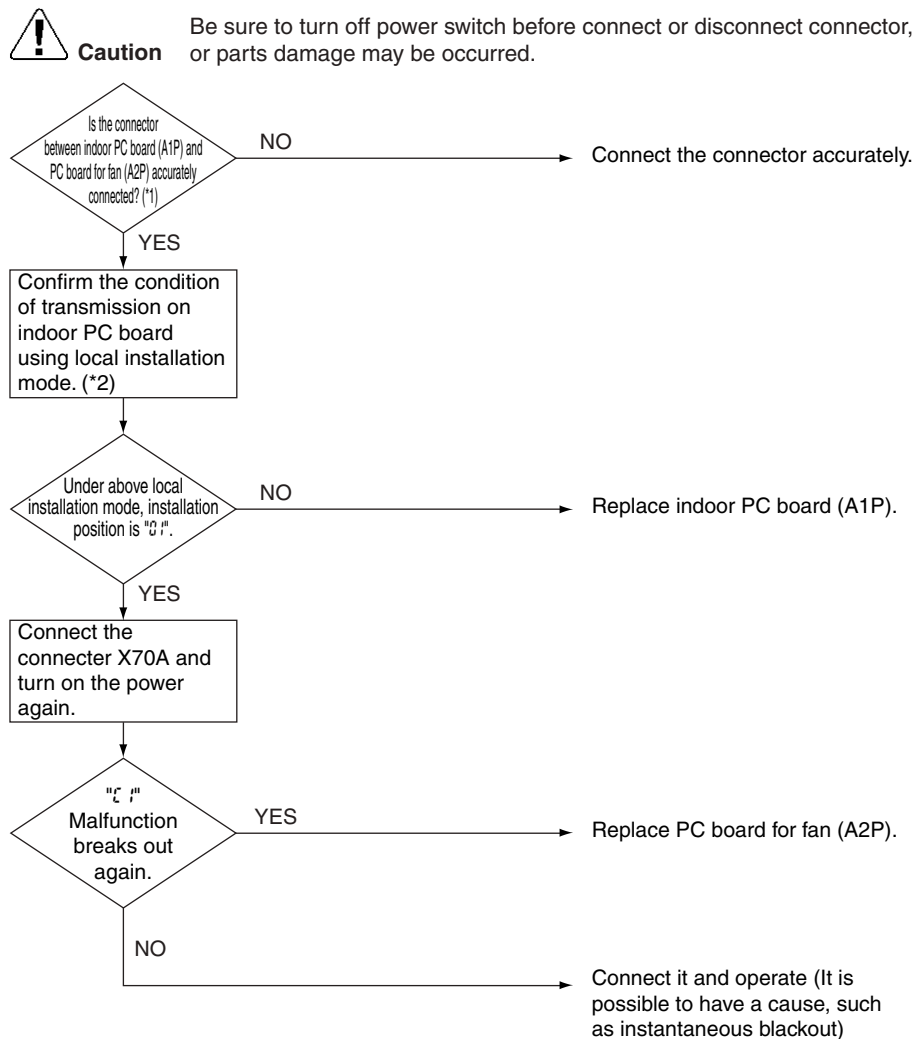 Be sure to turn off power switch before connect or disconnect connector,
Caution
or parts damage may be occurred.
Is the connector
between indoor PC board (A1P) and
PC board for fan (A2P) accurately
connected? (*1)
NO
Connect the connector accurately.
YES
Confirm the condition
of transmission on
indoor PC board
using local installation
mode. (*2)
Under above local
installation mode, installation
position is "01".
NO
Replace indoor PC board (A1P).
YES
Connect the
connecter X70A and
turn on the power
again.
"C1"
Malfunction
breaks out
again.
YES
Replace PC board for fan (A2P).
NO
Connect it and operate (It is
possible to have a cause, such
as instantaneous blackout)